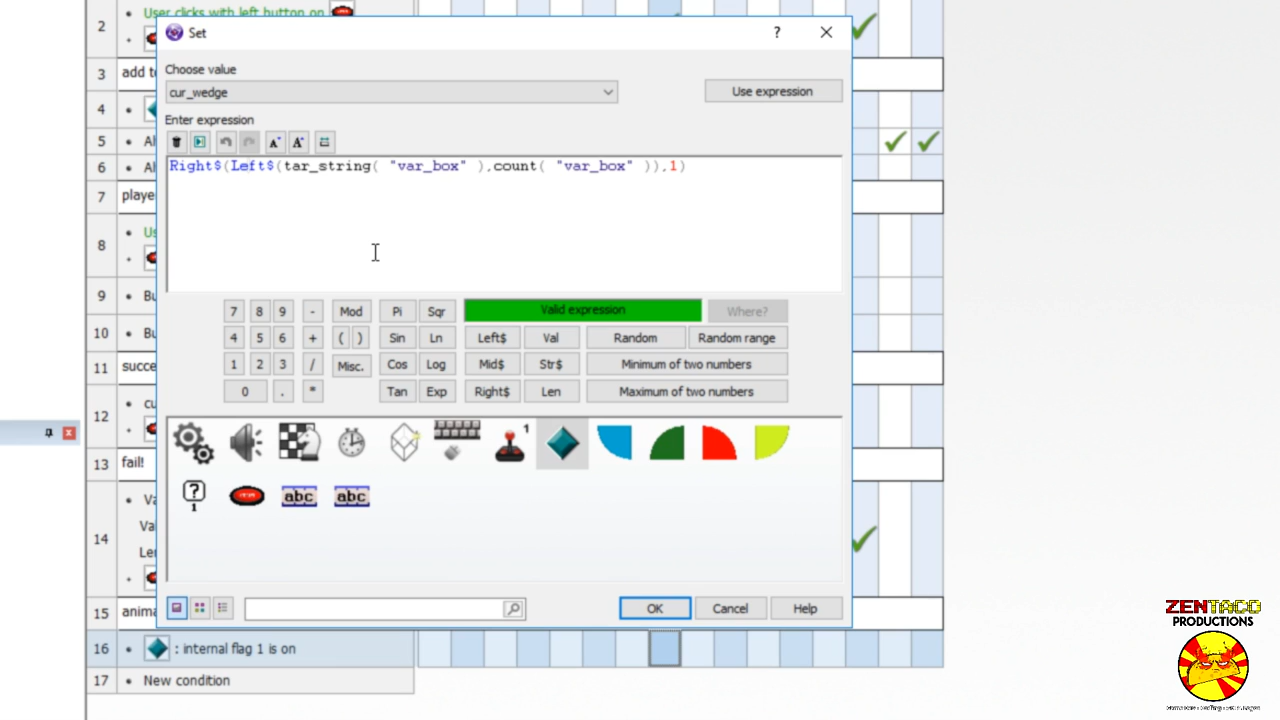 2
User clicks with left button on
3
add to
4
5
Al
6
Al
7
playe
8
Us
9
Bu
10
Bu
11
succe
12
cu
13
fail!
14
Va
Va
Le
15
anima
16
: internal flag 1 is on
17
New condition
Set
?
Choose value
cur_wedge
Use expression
Enter expression
Right$(Left$(tar_string( "var_box" ),count( "var_box" )),1)
7 8 9 - Mod Pi Sqr Valid expression Where?
4 5 6 + ( ) Sin Ln Left$ Val Random Random range
1 2 3 / Misc. Cos Log Mid$ Str$ Minimum of two numbers
0 . * Tan Exp Right$ Len Maximum of two numbers
1
?
1
abc
abc
OK
Cancel
Help
ZENTACO
PRODUCTIONS